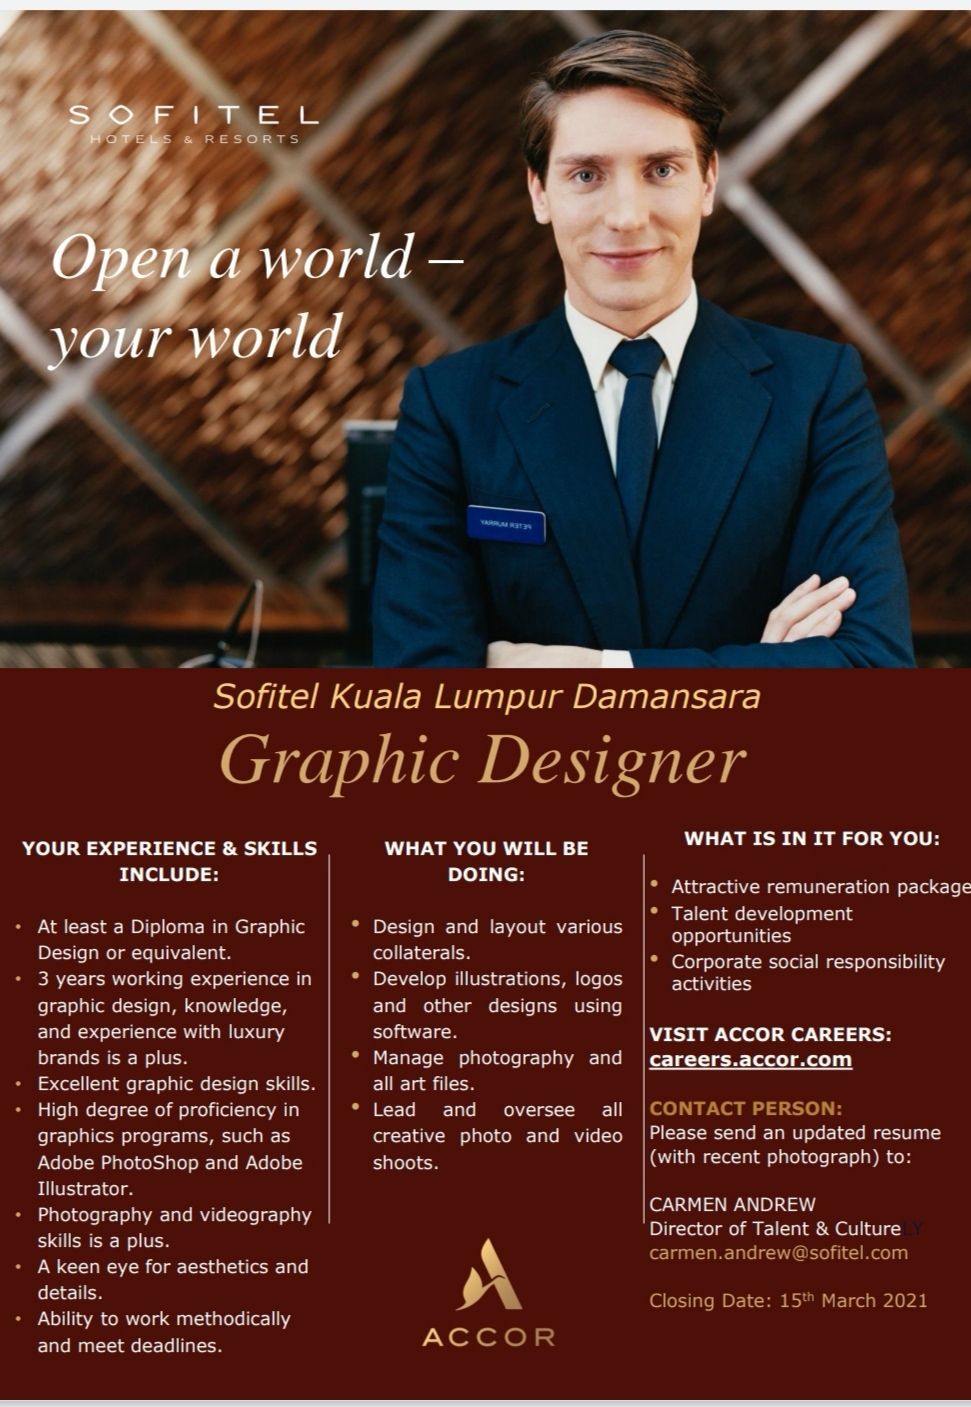 SOFITEL
HOTELS & RESORTS
Open a world –
your world
PETER MURRAY
Sofitel Kuala Lumpur Damansara
Graphic Designer
YOUR EXPERIENCE & SKILLS
INCLUDE:
• At least a Diploma in Graphic
Design or equivalent.
• 3 years working experience in
graphic design, knowledge,
and experience with luxury
brands is a plus.
• Excellent graphic design skills.
• High degree of proficiency in
graphics programs, such as
Adobe PhotoShop and Adobe
Illustrator.
• Photography and videography
skills is a plus.
• A keen eye for aesthetics and
details.
• Ability to work methodically
and meet deadlines.
WHAT YOU WILL BE
DOING:
• Design and layout various
collaterals.
• Develop illustrations, logos
and other designs using
software.
• Manage photography and
all art files.
• Lead and oversee all
creative photo and video
shoots.
ACCOR
WHAT IS IN IT FOR YOU:
• Attractive remuneration package
• Talent development
opportunities
• Corporate social responsibility
activities
VISIT ACCOR CAREERS:
careers.accor.com
CONTACT PERSON:
Please send an updated resume
(with recent photograph) to:
CARMEN ANDREW
Director of Talent & CultureLY
carmen.andrew@sofitel.com
Closing Date: 15th March 2021